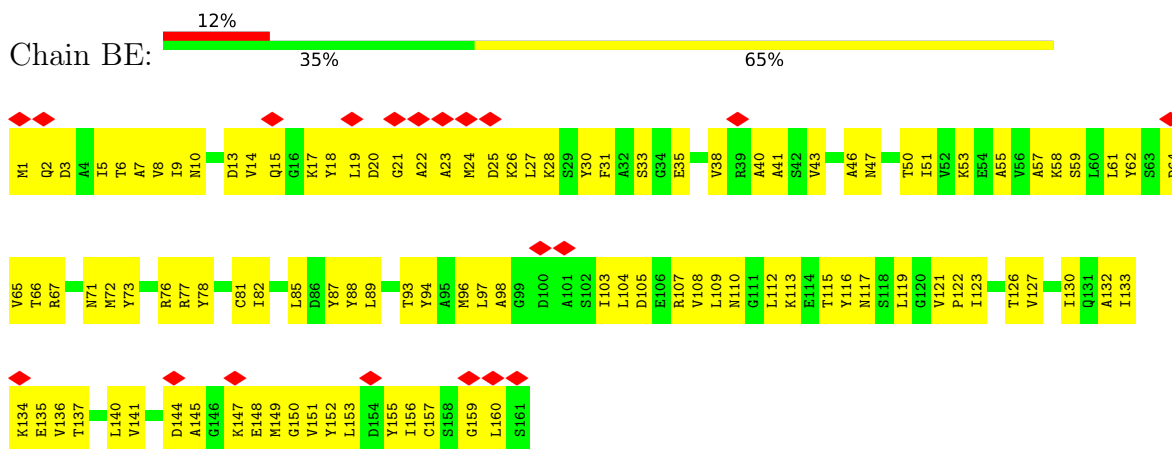 12%
Chain BE:
35% 65%
M1 Q2 D3 A4 I5 T6 A7 V8 I9 N10 D13 V14 Q15 G16 K17 Y18 L19 D20 G21 A22 A23 M24 D25 K26 L27 K28 S29 Y30 F31 A32 S33 G34 E35 V38 R39 A40 A41 S42 V43 A46 N47 T50 I51 V52 K53 E54 A55 V56 A57 K58 S59 L60 L61 Y62 S63
V65 T66 R67 N71 M72 Y73 R76 R77 Y78 C81 I82 L85 D86 Y87 Y88 L89 T93 Y94 A95 M96 L97 A98 G99 D100 A101 S102 I103 L104 D105 E106 R107 V108 L109 N110 G111 L112 K113 E114 T115 Y116 N117 S118 L119 G120 V121 P122 I123 T126 V127 I130 Q131 A132 I133
K134 E135 V136 T137 L140 V141 D144 A145 G146 K147 E148 M149 G150 V151 Y152 L153 D154 Y155 I156 C157 S158 G159 L160 S161